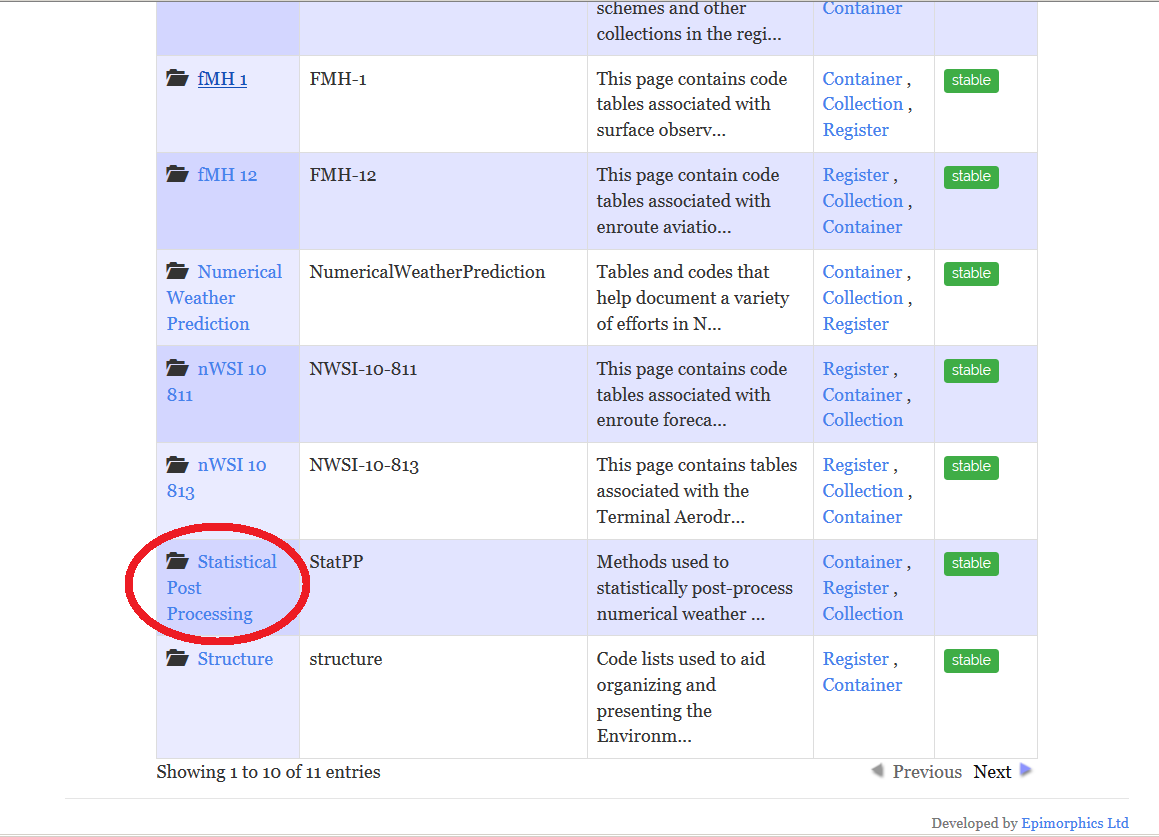 schemes and other Container
collections in the regi...
fMH 1 FMH-1 This page contains code Container , stable
tables associated with Collection ,
surface observ... Register
fMH 12 FMH-12 This page contain code Register , stable
tables associated with Collection ,
enroute aviatio... Container
Numerical NumericalWeatherPrediction Tables and codes that Container , stable
Weather help document a variety Collection ,
Prediction of efforts in N... Register
nWSI 10 NWSI-10-811 This page contains code Register , stable
811 tables associated with Container ,
enroute foreca... Collection
nWSI 10 NWSI-10-813 This page contains tables Register , stable
813 associated with the Collection ,
Terminal Aerodr... Container
Statistical StatPP Methods used to Container , stable
Post statistically post-process Register ,
Processing numerical weather ... Collection
Structure structure Code lists used to aid Register , stable
organizing and Container
presenting the
Environm...
Showing 1 to 10 of 11 entries Previous Next
Developed by Epimorphics Ltd